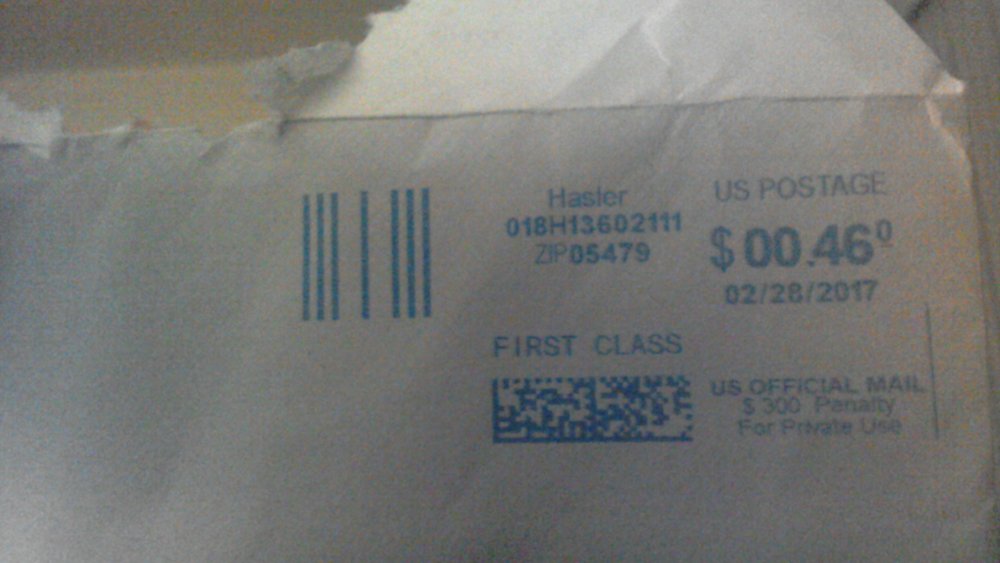 Hasler
018H13602111
ZIP05479
US POSTAGE
$00.46⁰
02/28/2017
FIRST CLASS
US OFFICIAL MAIL
$ 300 Penalty
For Private Use